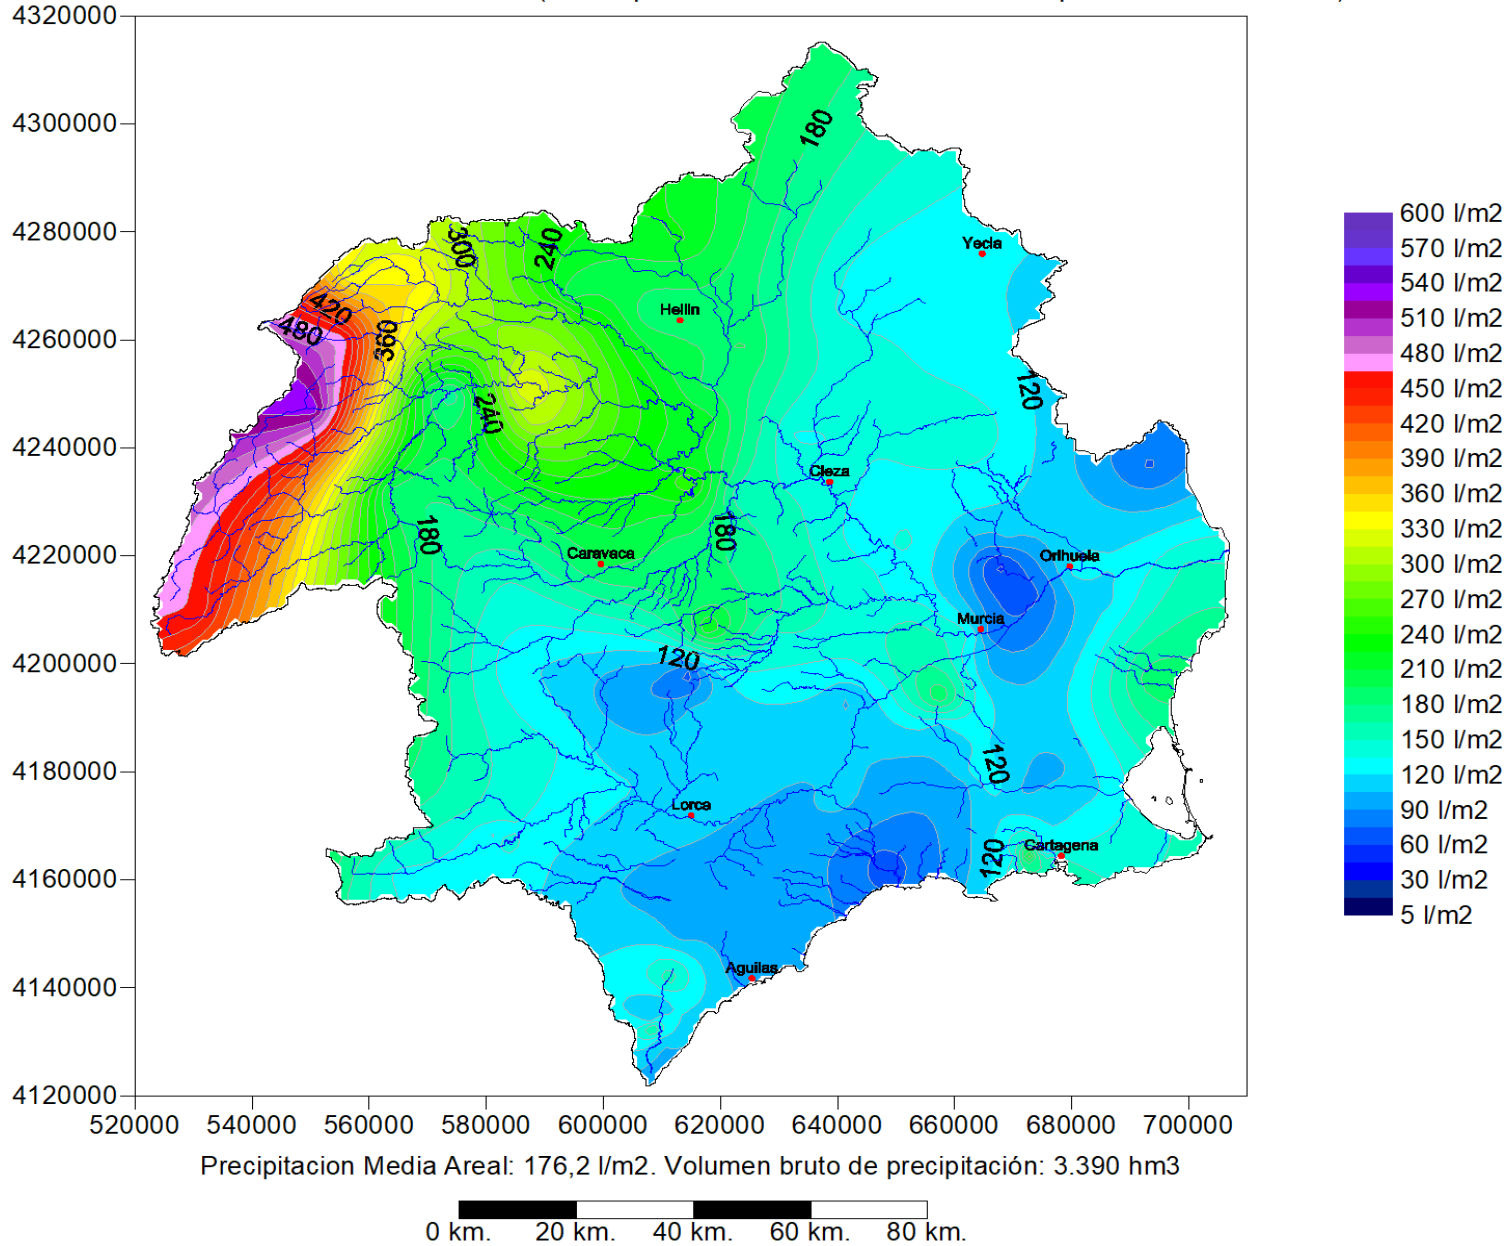 4320000
4300000
4280000
4260000
4240000
4220000
4200000
4180000
4160000
4140000
4120000
520000 540000 560000 580000 600000 620000 640000 660000 680000 700000
180
300
240
420
480
360
240
120
180
180
120
120
120
Yecla
Hellin
Cieza
Caravaca
Orihuela
Murcia
Lorca
Cartagena
Aguilas
600 l/m2
570 l/m2
540 l/m2
510 l/m2
480 l/m2
450 l/m2
420 l/m2
390 l/m2
360 l/m2
330 l/m2
300 l/m2
270 l/m2
240 l/m2
210 l/m2
180 l/m2
150 l/m2
120 l/m2
90 l/m2
60 l/m2
30 l/m2
5 l/m2
Precipitacion Media Areal: 176,2 l/m2. Volumen bruto de precipitación: 3.390 hm3
0 km. 20 km. 40 km. 60 km. 80 km.